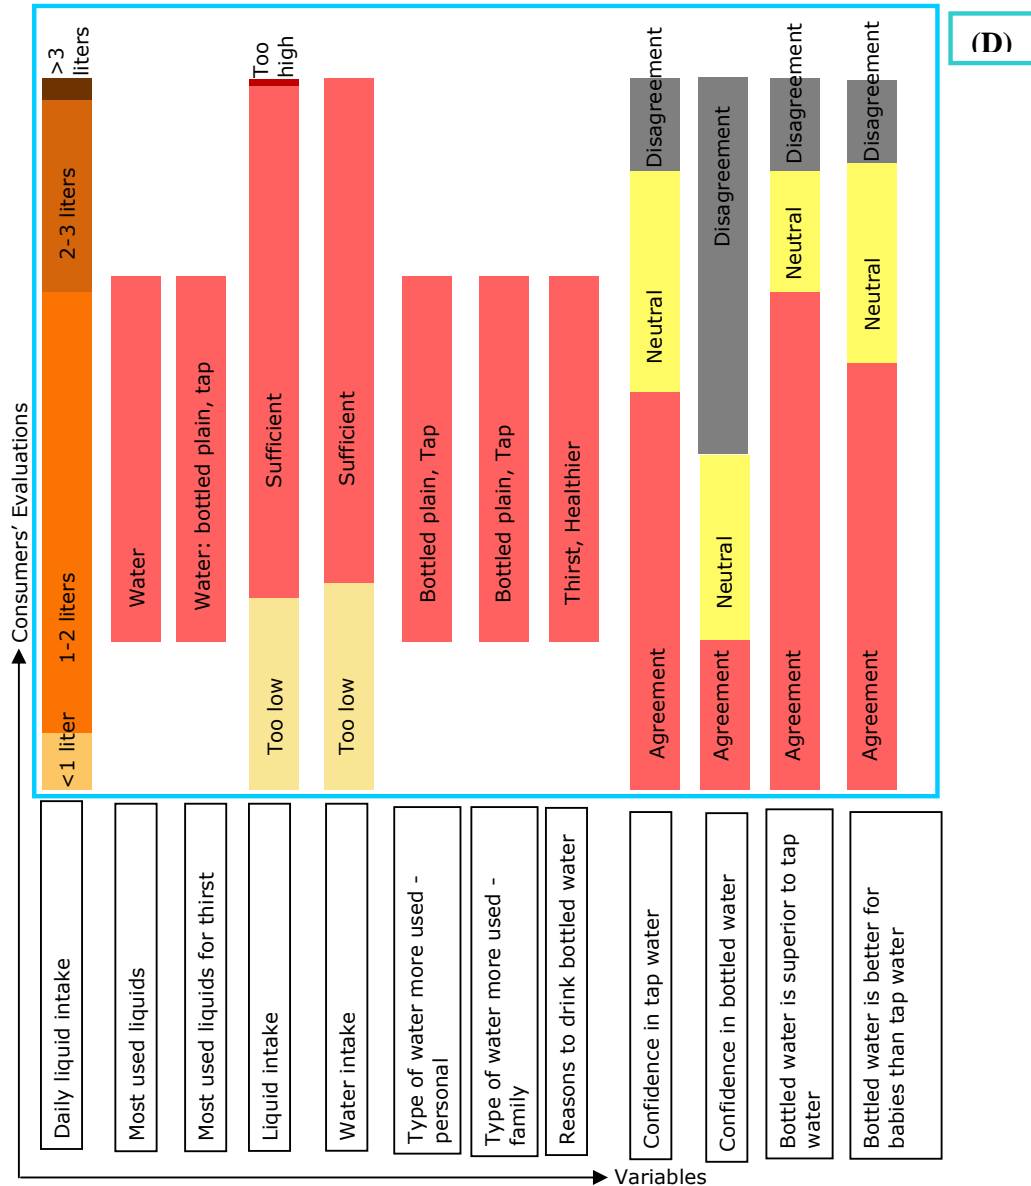 (D)
Consumers’ Evaluations
<1 liter
1-2 liters
2-3 liters
>3
liters
Water
Water: bottled plain, tap
Too low
Sufficient
Too
high
Too low
Sufficient
Bottled plain, Tap
Bottled plain, Tap
Thirst, Healthier
Agreement
Neutral
Disagreement
Agreement
Neutral
Disagreement
Agreement
Neutral
Disagreement
Agreement
Neutral
Disagreement
Daily liquid intake
Most used liquids
Most used liquids for thirst
Liquid intake
Water intake
Type of water more used -
personal
Type of water more used -
family
Reasons to drink bottled water
Confidence in tap water
Confidence in bottled water
Bottled water is superior to tap
water
Bottled water is better for
babies than tap water
Variables